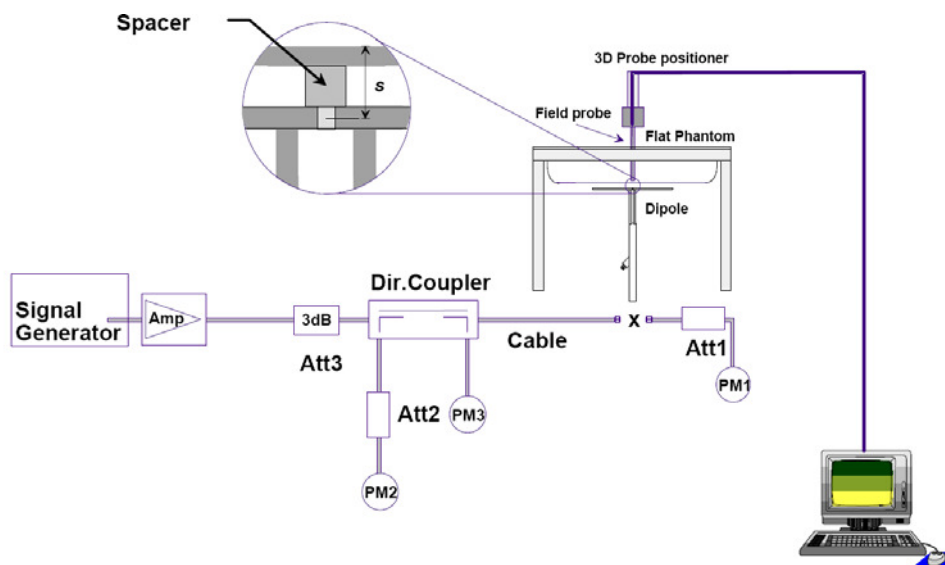 Spacer
s
3D Probe positioner
Field probe
Flat Phantom
Dipole
Dir.Coupler
Signal
Generator
Amp
3dB
Att3
Cable
X
Att1
PM1
Att2
PM3
PM2